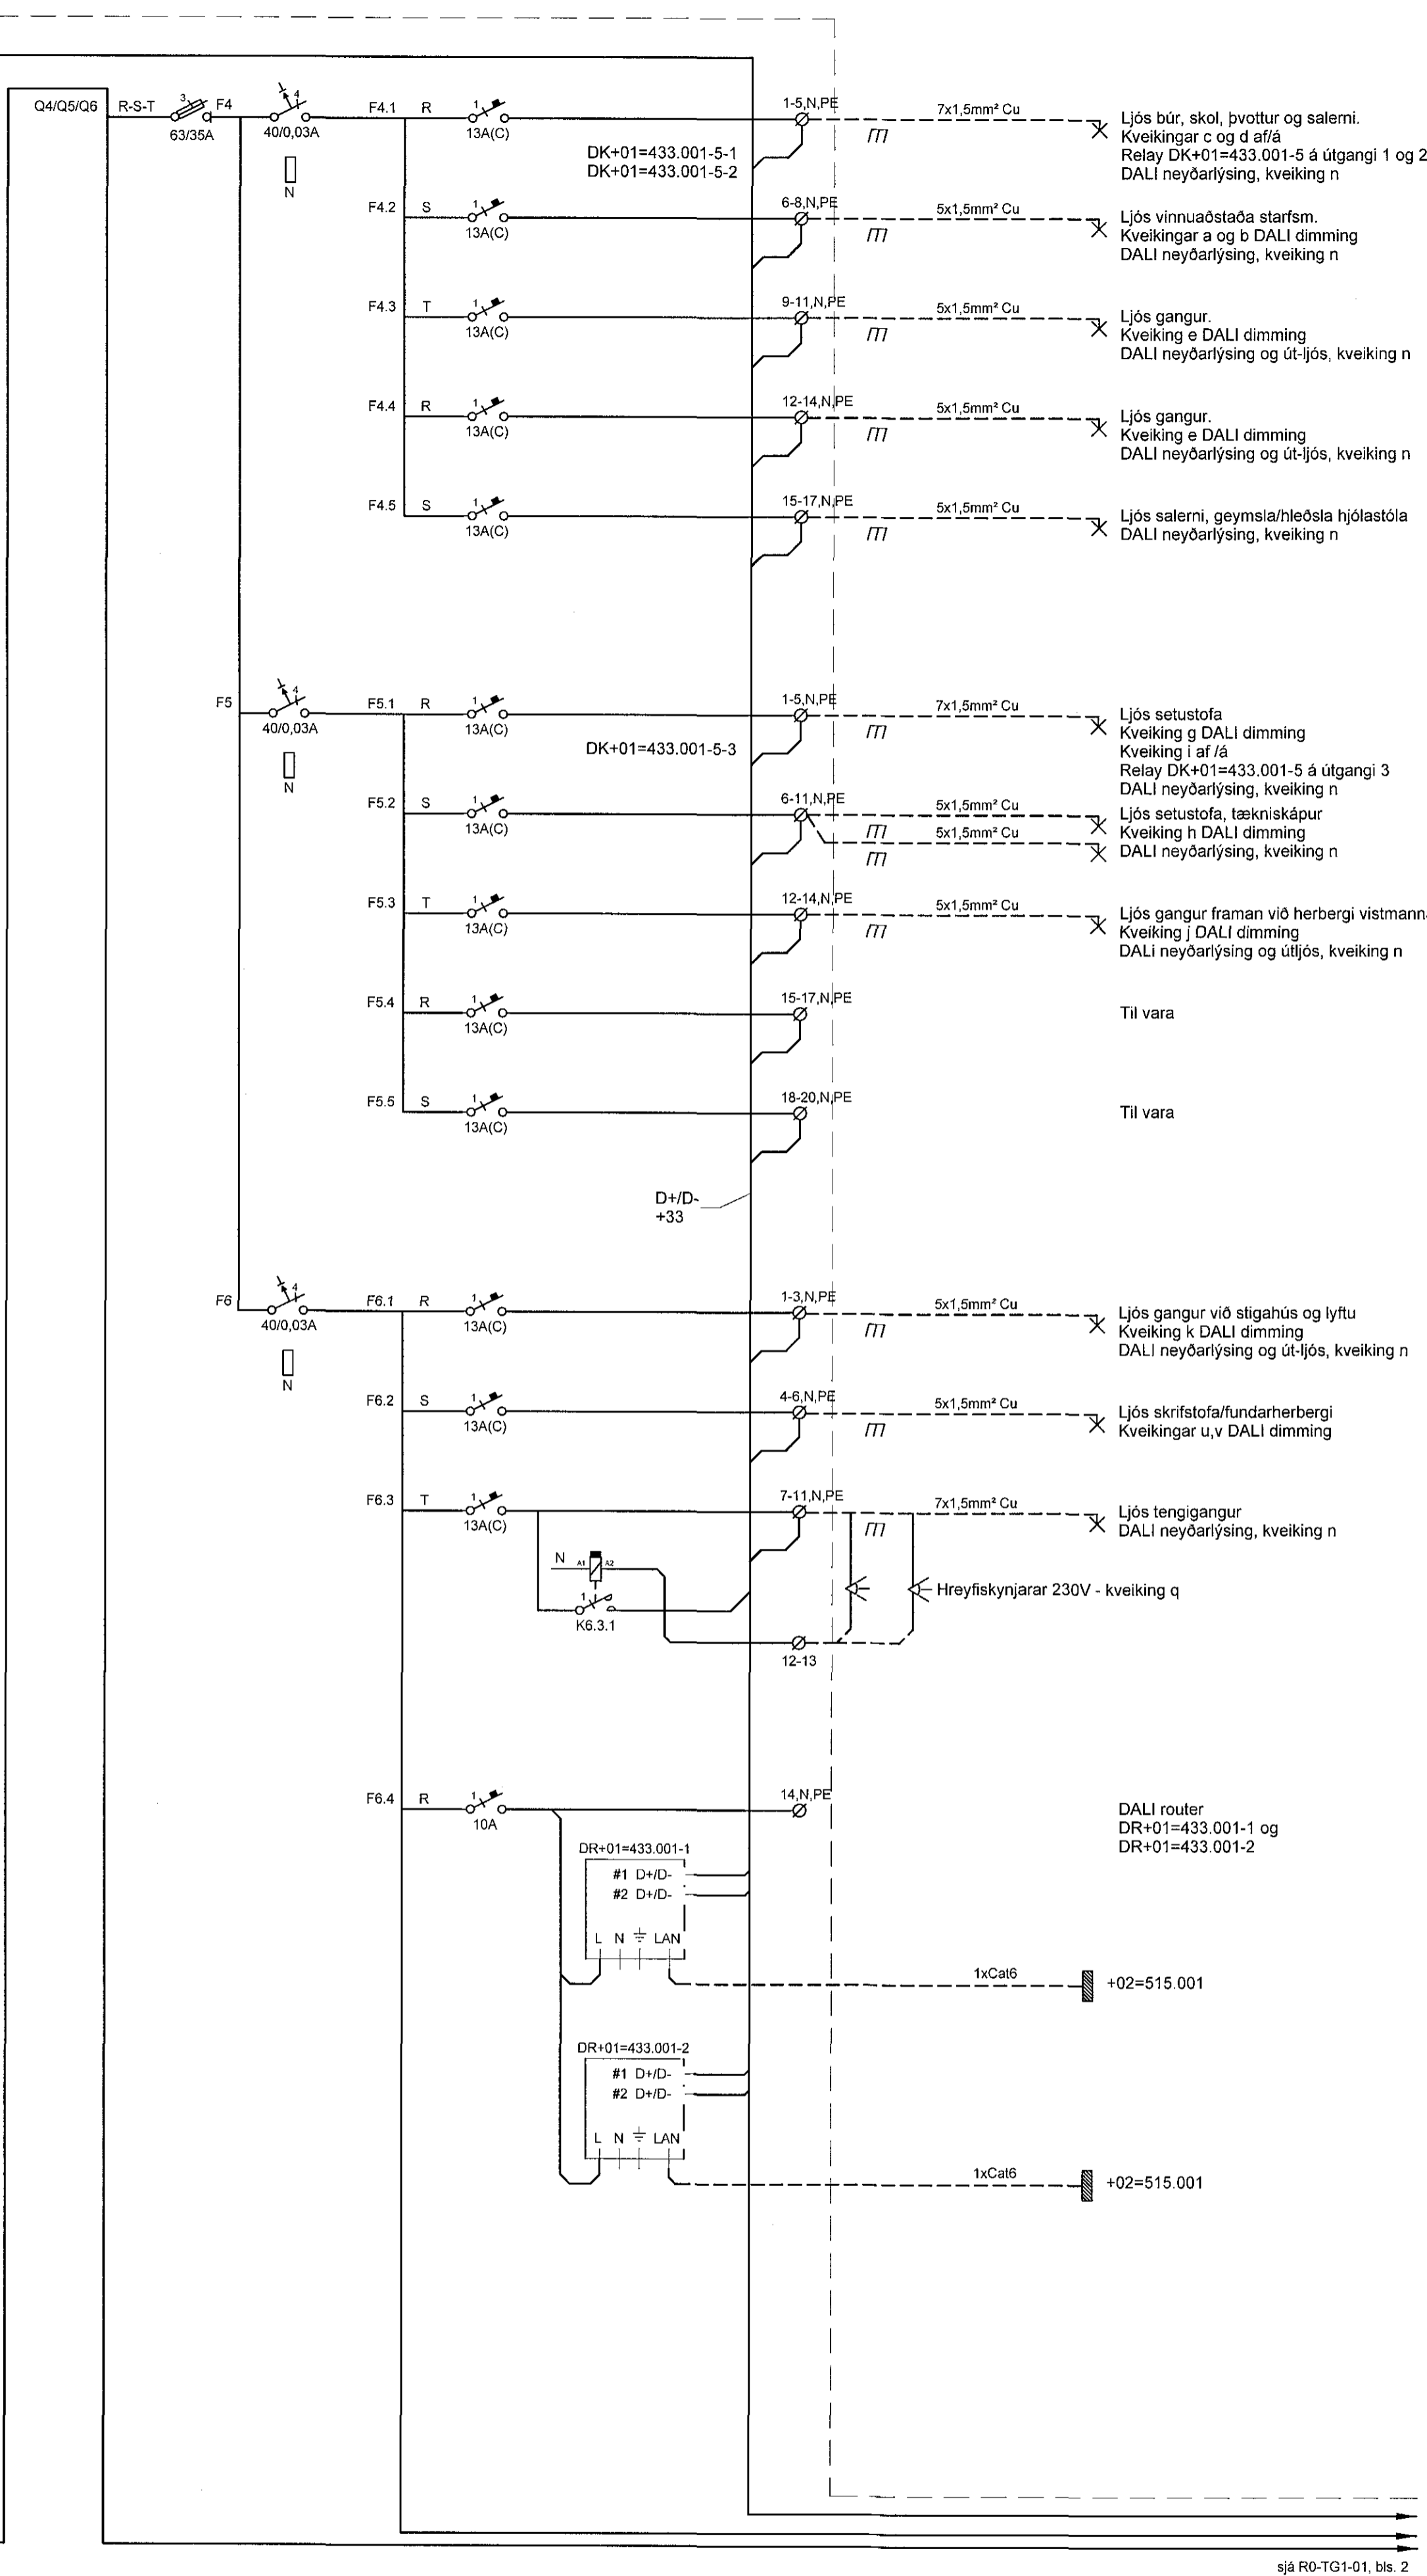 Q4/Q5/Q6 R-S-T 3 F4 63/35A
4 40/0,03A N
F4.1 R 1 13A(C) 1-5,N,PE 7x1,5mm² Cu
DK+01=433.001-5-1
DK+01=433.001-5-2
Ljós búr, skol, þvottur og salerni.
Kveikingar c og d af/á
Relay DK+01=433.001-5 á útgangi 1 og 2
DALI neyðarlýsing, kveiking n
F4.2 S 1 13A(C) 6-8,N,PE 5x1,5mm² Cu
Ljós vinnuaðstaða starfsm.
Kveikingar a og b DALI dimming
DALI neyðarlýsing, kveiking n
F4.3 T 1 13A(C) 9-11,N,PE 5x1,5mm² Cu
Ljós gangur.
Kveiking e DALI dimming
DALI neyðarlýsing og út-ljós, kveiking n
F4.4 R 1 13A(C) 12-14,N,PE 5x1,5mm² Cu
Ljós gangur.
Kveiking e DALI dimming
DALI neyðarlýsing og út-ljós, kveiking n
F4.5 S 1 13A(C) 15-17,N,PE 5x1,5mm² Cu
Ljós salerni, geymsla/hleðsla hjólastóla
DALI neyðarlýsing, kveiking n
F5 4 40/0,03A N
F5.1 R 1 13A(C) 1-5,N,PE 7x1,5mm² Cu
DK+01=433.001-5-3
Ljós setustofa
Kveiking g DALI dimming
Kveiking i af /á
Relay DK+01=433.001-5 á útgangi 3
DALI neyðarlýsing, kveiking n
F5.2 S 1 13A(C) 6-11,N,PE 5x1,5mm² Cu
5x1,5mm² Cu
Ljós setustofa, tækniskápur
Kveiking h DALI dimming
DALI neyðarlýsing, kveiking n
F5.3 T 1 13A(C) 12-14,N,PE 5x1,5mm² Cu
Ljós gangur framan við herbergi vistmann
Kveiking j DALI dimming
DALi neyðarlýsing og útljós, kveiking n
F5.4 R 1 13A(C) 15-17,N,PE
Til vara
F5.5 S 1 13A(C) 18-20,N,PE
Til vara
D+/D-
+33
F6 4 40/0,03A N
F6.1 R 1 13A(C) 1-3,N,PE 5x1,5mm² Cu
Ljós gangur við stigahús og lyftu
Kveiking k DALI dimming
DALI neyðarlýsing og út-ljós, kveiking n
F6.2 S 1 13A(C) 4-6,N,PE 5x1,5mm² Cu
Ljós skrifstofa/fundarherbergi
Kveikingar u,v DALI dimming
F6.3 T 1 13A(C) 7-11,N,PE 7x1,5mm² Cu
Ljós tengigangur
DALI neyðarlýsing, kveiking n
N A1 A2
1 K6.3.1
Hreyfiskynjarar 230V - kveiking q
12-13
F6.4 R 1 10A 14,N,PE
DALI router
DR+01=433.001-1 og
DR+01=433.001-2
DR+01=433.001-1
#1 D+/D-
#2 D+/D-
L N LAN
1xCat6 +02=515.001
DR+01=433.001-2
#1 D+/D-
#2 D+/D-
L N LAN
1xCat6 +02=515.001
sjá R0-TG1-01, bls. 2